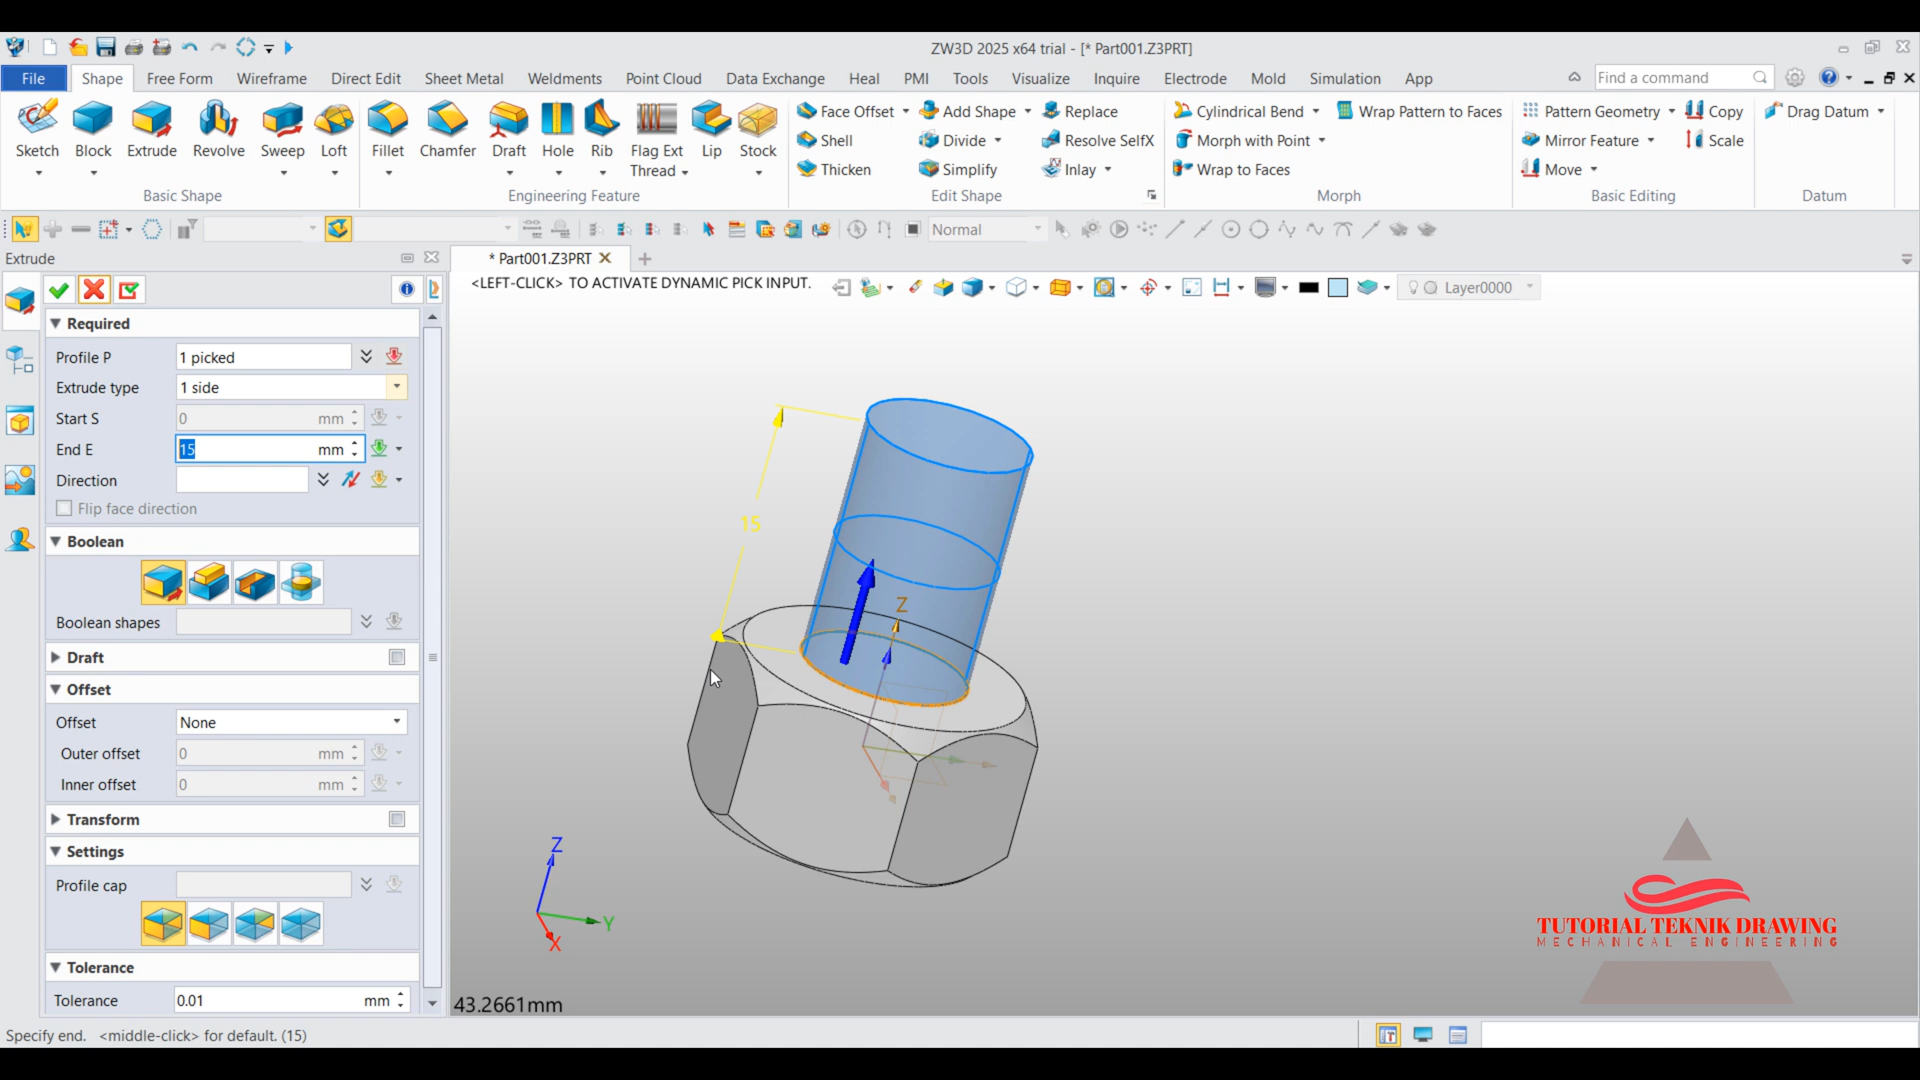 ZW3D 2025 x64 trial - [* Part001.Z3PRT]
File Shape Free Form Wireframe Direct Edit Sheet Metal Weldments Point Cloud Data Exchange Heal PMI Tools Visualize Inquire Electrode Mold Simulation App Find a command
Sketch Block Extrude Revolve Sweep Loft
Basic Shape
Fillet Chamfer Draft Hole Rib Flag Ext Thread Lip Stock
Engineering Feature
Face Offset Add Shape Replace
Shell Divide Resolve SelfX
Thicken Simplify Inlay
Edit Shape
Cylindrical Bend Wrap Pattern to Faces
Morph with Point
Wrap to Faces
Morph
Pattern Geometry Copy
Mirror Feature Scale
Move
Basic Editing
Drag Datum
Datum
Normal
Extrude
* Part001.Z3PRT
<LEFT-CLICK> TO ACTIVATE DYNAMIC PICK INPUT.
Layer0000
Required
Profile P 1 picked
Extrude type 1 side
Start S 0 mm
End E 15 mm
Direction
Flip face direction
Boolean
Boolean shapes
Draft
Offset
Offset None
Outer offset 0 mm
Inner offset 0 mm
Transform
Settings
Profile cap
Tolerance
Tolerance 0.01 mm
15
Z
Z
Y
X
43.2661mm
TUTORIAL TEKNIK DRAWING
MECHANICAL ENGINEERING
Specify end. <middle-click> for default. (15)